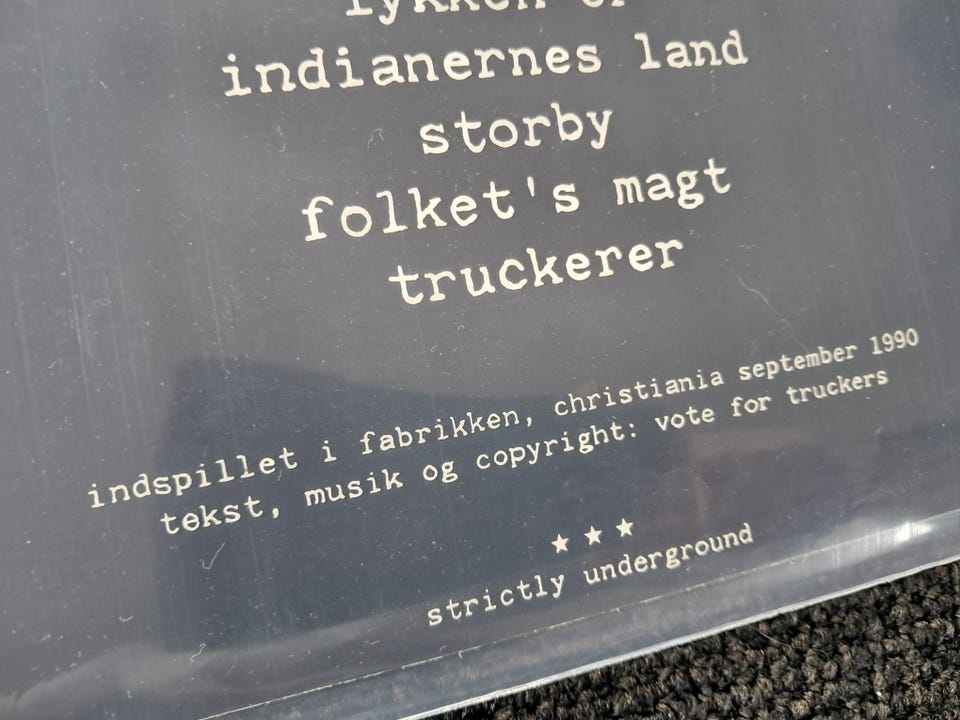 indianernes land
storby
folket's magt
truckerer
indspillet i fabrikken, christiania september 1990
tekst, musik og copyright: vote for truckers
★ ★ ★
strictly underground